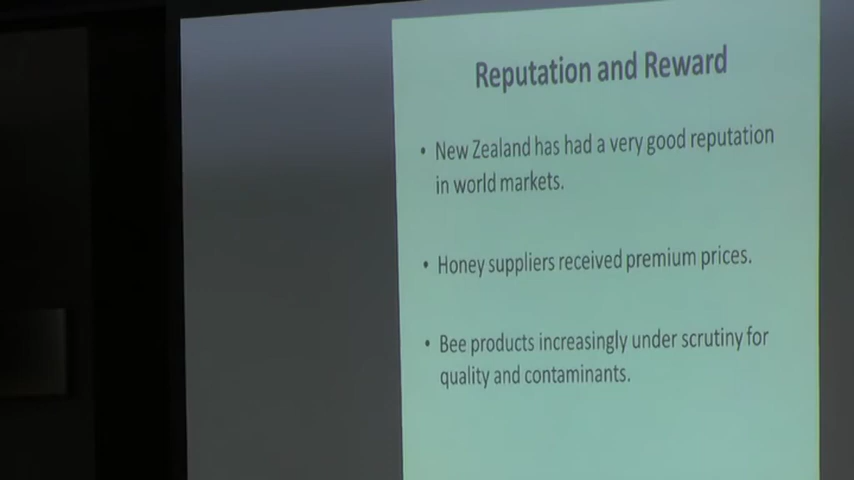 Reputation and Reward
• New Zealand has had a very good reputation
in world markets.
• Honey suppliers received premium prices.
• Bee products increasingly under scrutiny for
quality and contaminants.